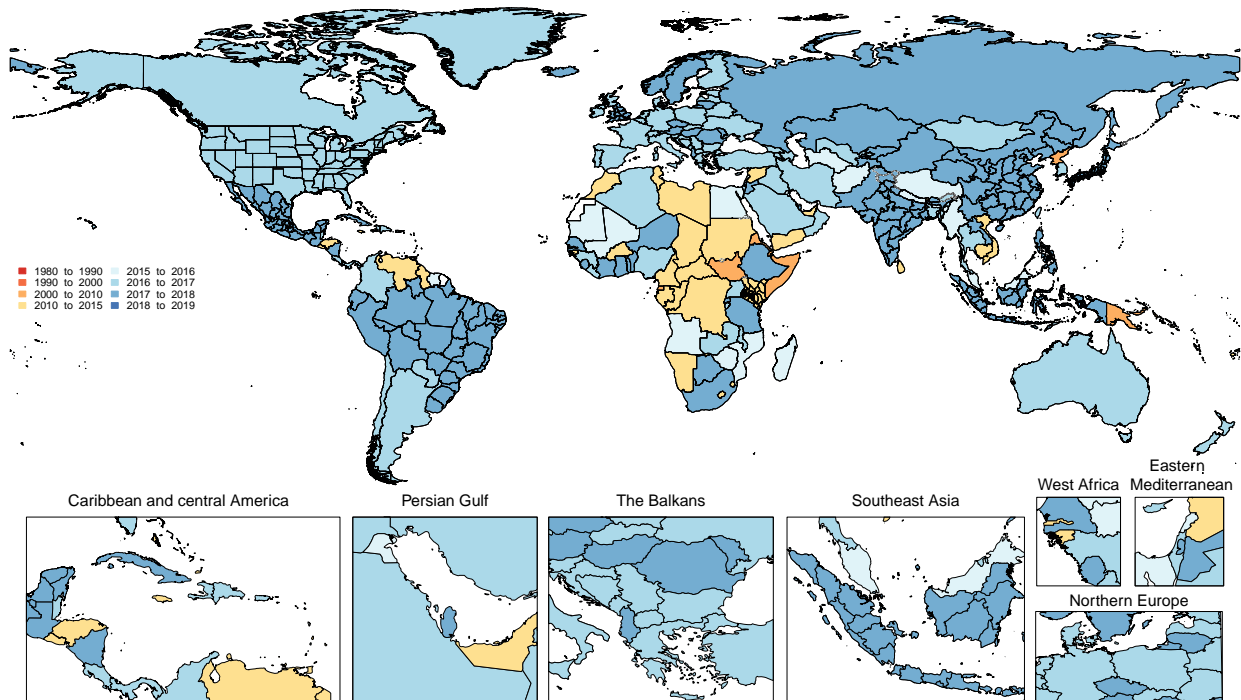 1980 to 1990
1990 to 2000
2000 to 2010
2010 to 2015
2015 to 2016
2016 to 2017
2017 to 2018
2018 to 2019
Caribbean and central America
Persian Gulf
The Balkans
Southeast Asia
West Africa
Eastern
Mediterranean
Northern Europe